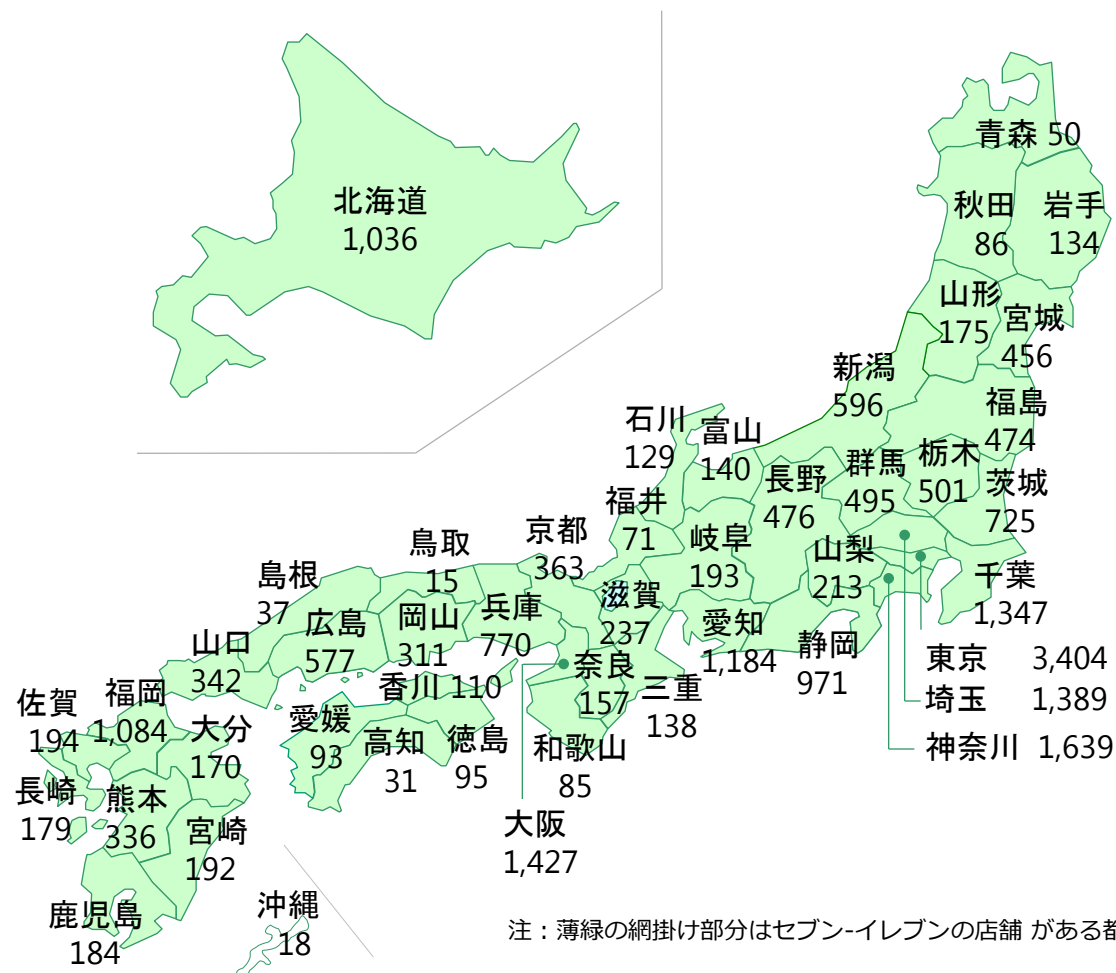 北海道
1,036
青森 50
秋田
86
岩手
134
山形
175
宮城
456
新潟
596
福島
474
石川
129
富山
140
長野
476
群馬
495
栃木
501
茨城
725
福井
71
岐阜
193
山梨
213
千葉
1,347
京都
363
鳥取
15
島根
37
滋賀
237
兵庫
770
岡山
311
広島
577
山口
342
愛知
1,184
静岡
971
東京 3,404
埼玉 1,389
神奈川 1,639
奈良
157
三重
138
和歌山
85
大阪
1,427
香川 110
愛媛
93
高知
31
徳島
95
佐賀
194
福岡
1,084
大分
170
長崎
179
熊本
336
宮崎
192
鹿児島
184
沖縄
18
注：薄緑の網掛け部分はセブン-イレブンの店舗 がある都